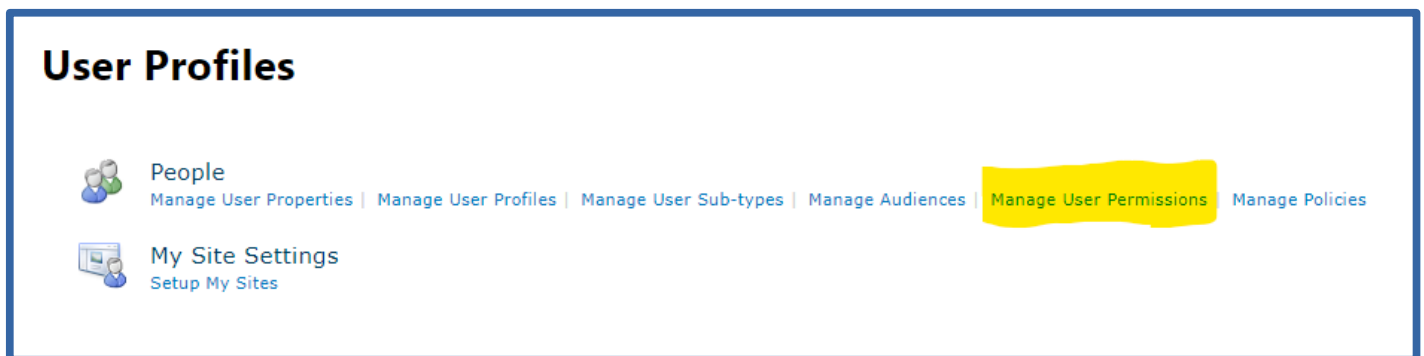 User Profiles
People
Manage User Properties | Manage User Profiles | Manage User Sub-types | Manage Audiences | Manage User Permissions | Manage Policies
My Site Settings
Setup My Sites